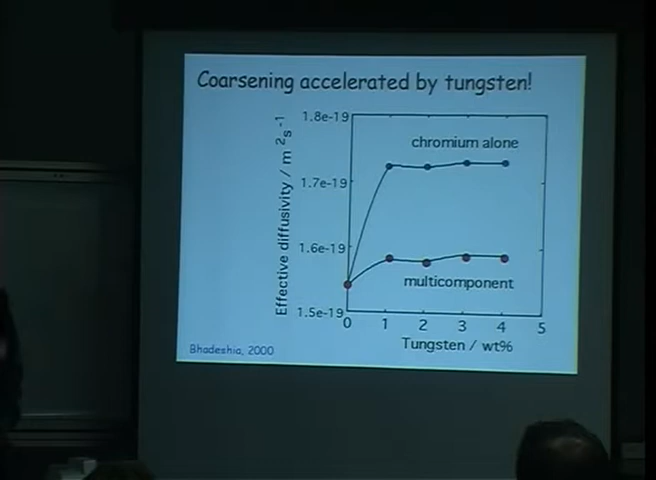 Coarsening accelerated by tungsten!
Effective diffusivity / m 2 s -1
1.8e-19
1.7e-19
1.6e-19
1.5e-19
chromium alone
multicomponent
0 1 2 3 4 5
Tungsten / wt%
Bhadeshia, 2000